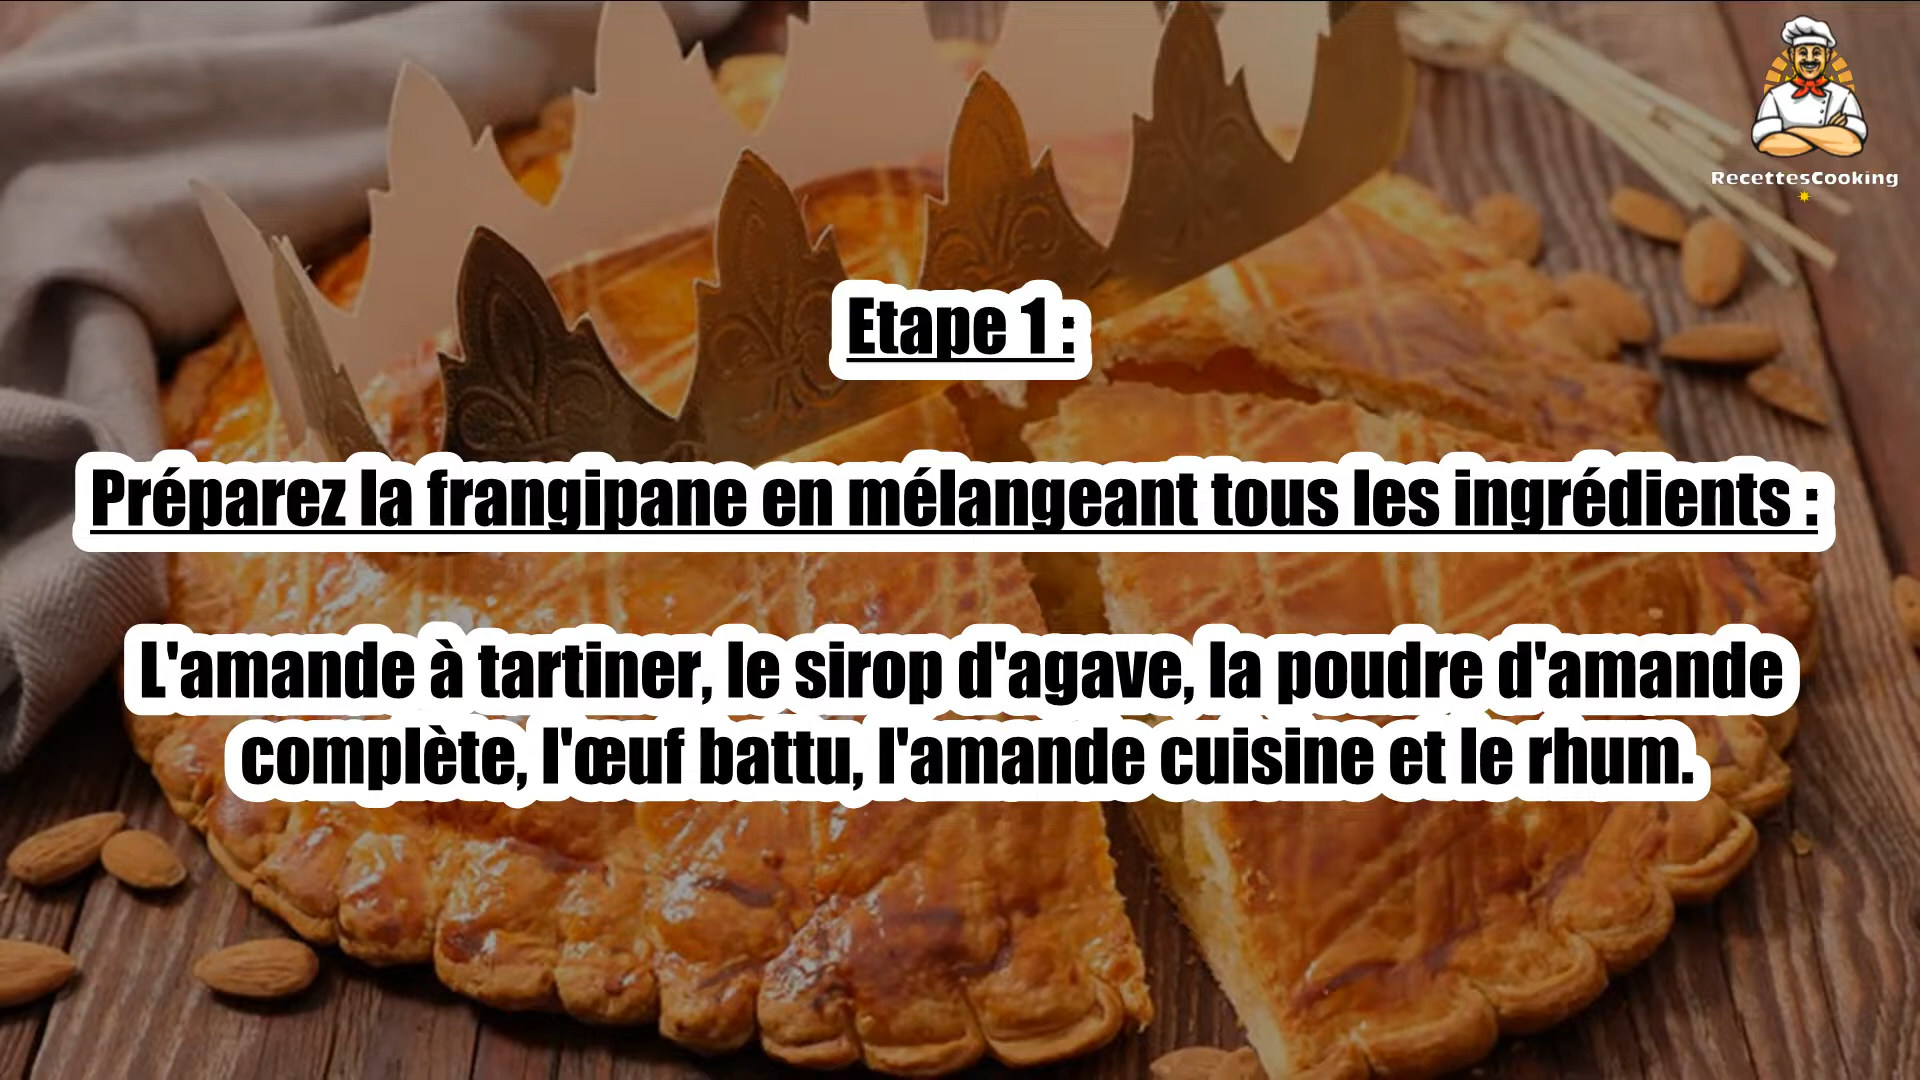 RecettesCooking
Etape 1 :
Préparez la frangipane en mélangeant tous les ingrédients :
L'amande à tartiner, le sirop d'agave, la poudre d'amande
complète, l'œuf battu, l'amande cuisine et le rhum.